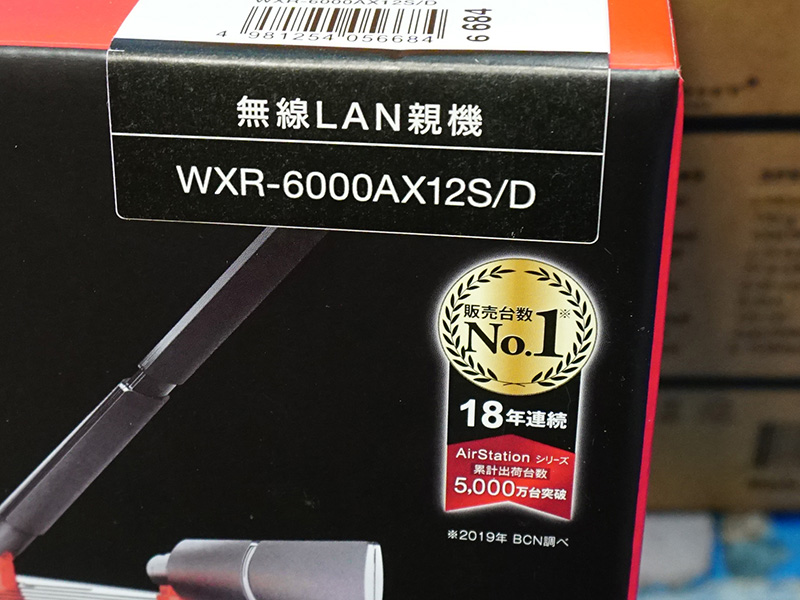 WXR-6000AX12S/D
4 981254 056684
6 684
無線LAN親機
WXR-6000AX12S/D
販売台数※
No.1
18年連続
AirStation シリーズ
累計出荷台数
5,000万台突破
※2019年 BCN調べ